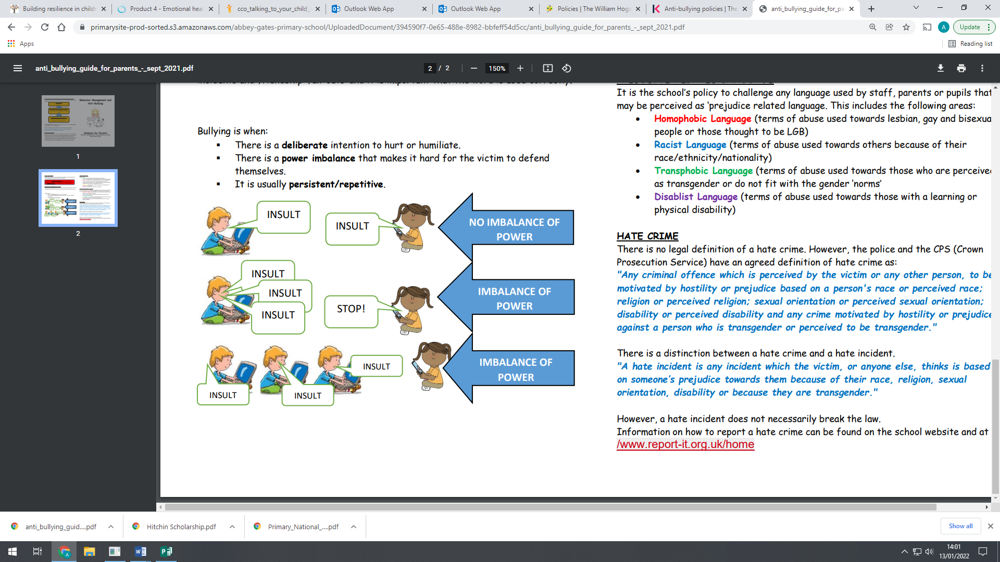 Building resilience in childr
Product 4 - Emotional heal
cco_talking_to_your_child_
Outlook Web App
Outlook Web App
Policies | The William Hoga
Anti-bullying policies | The
anti_bullying_guide_for_pa
primarysite-prod-sorted.s3.amazonaws.com/abbey-gates-primary-school/UploadedDocument/394590f7-0e65-488e-8982-bbfeff54d5cc/anti_bullying_guide_for_parents_-_sept_2021.pdf
A
Update
Apps
Reading list
anti_bullying_guide_for_parents_-_sept_2021.pdf
2 / 2
150%
Behaviour Management and
Anti-Bullying
Guidance for Parents
1
2
Bullying is when:
▪ There is a deliberate intention to hurt or humiliate.
▪ There is a power imbalance that makes it hard for the victim to defend
themselves.
▪ It is usually persistent/repetitive.
INSULT
INSULT
NO IMBALANCE OF
POWER
INSULT
INSULT
INSULT
STOP!
IMBALANCE OF
POWER
INSULT
INSULT
INSULT
IMBALANCE OF
POWER
It is the school's policy to challenge any language used by staff, parents or pupils that
may be perceived as 'prejudice related language. This includes the following areas:
• Homophobic Language (terms of abuse used towards lesbian, gay and bisexua
people or those thought to be LGB)
• Racist Language (terms of abuse used towards others because of their
race/ethnicity/nationality)
• Transphobic Language (terms of abuse used towards those who are perceive
as transgender or do not fit with the gender 'norms'
• Disablist Language (terms of abuse used towards those with a learning or
physical disability)
HATE CRIME
There is no legal definition of a hate crime. However, the police and the CPS (Crown
Prosecution Service) have an agreed definition of hate crime as:
"Any criminal offence which is perceived by the victim or any other person, to be
motivated by hostility or prejudice based on a person's race or perceived race;
religion or perceived religion; sexual orientation or perceived sexual orientation;
disability or perceived disability and any crime motivated by hostility or prejudice
against a person who is transgender or perceived to be transgender."
There is a distinction between a hate crime and a hate incident.
"A hate incident is any incident which the victim, or anyone else, thinks is based
on someone's prejudice towards them because of their race, religion, sexual
orientation, disability or because they are transgender."
However, a hate incident does not necessarily break the law.
Information on how to report a hate crime can be found on the school website and at
/www.report-it.org.uk/home
anti_bullying_guid....pdf
Hitchin Scholarship.pdf
Primary_National_....pdf
Show all
14:01
13/01/2022